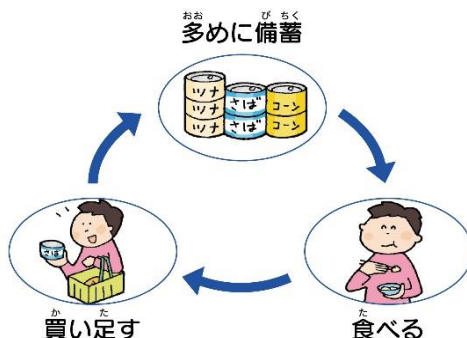 おお びちく
多めに備蓄
ツナ さば コーン
ツナ さば コーン
ツナ
さば
か た
買い足す
た
食べる